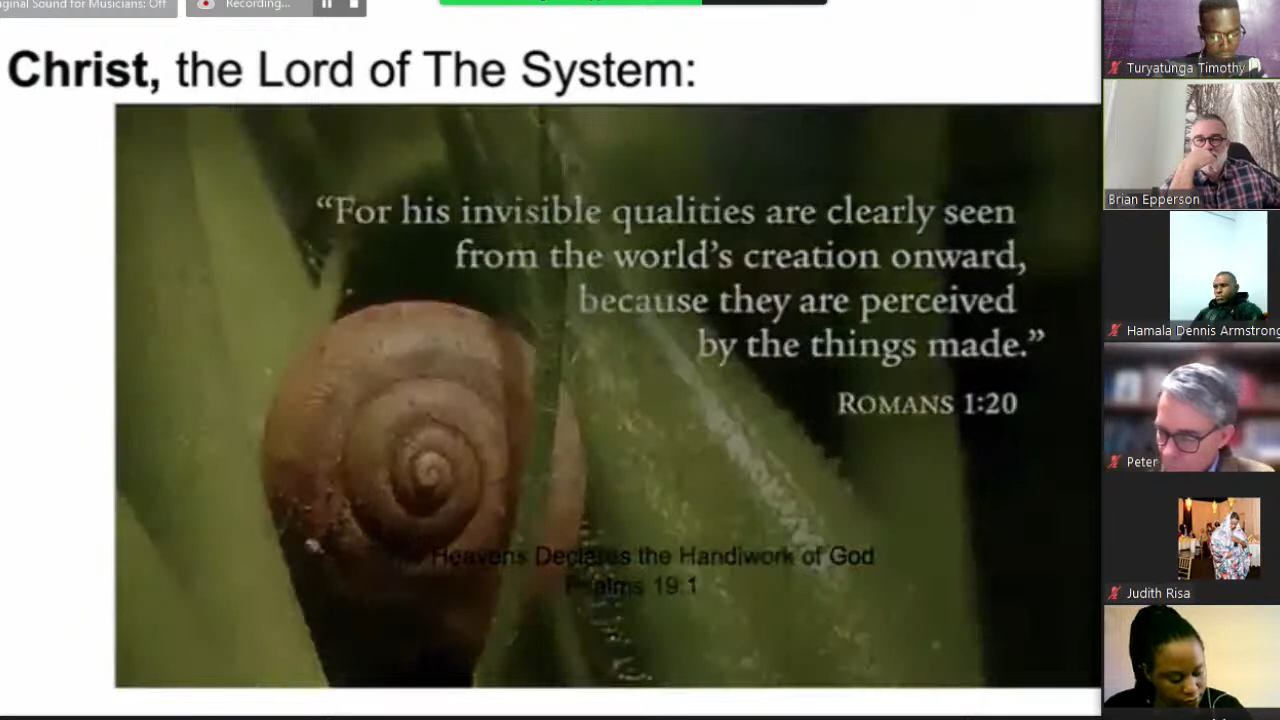 ginal Sound for Musicians: Off
Recording...
Christ, the Lord of The System:
“For his invisible qualities are clearly seen
from the world’s creation onward,
because they are perceived
by the things made.”
ROMANS 1:20
Heavens Declares the Handiwork of God
Psalms 19:1
Turyatunga Timothy
Brian Epperson
Hamala Dennis Armstrong
Peter
Judith Risa